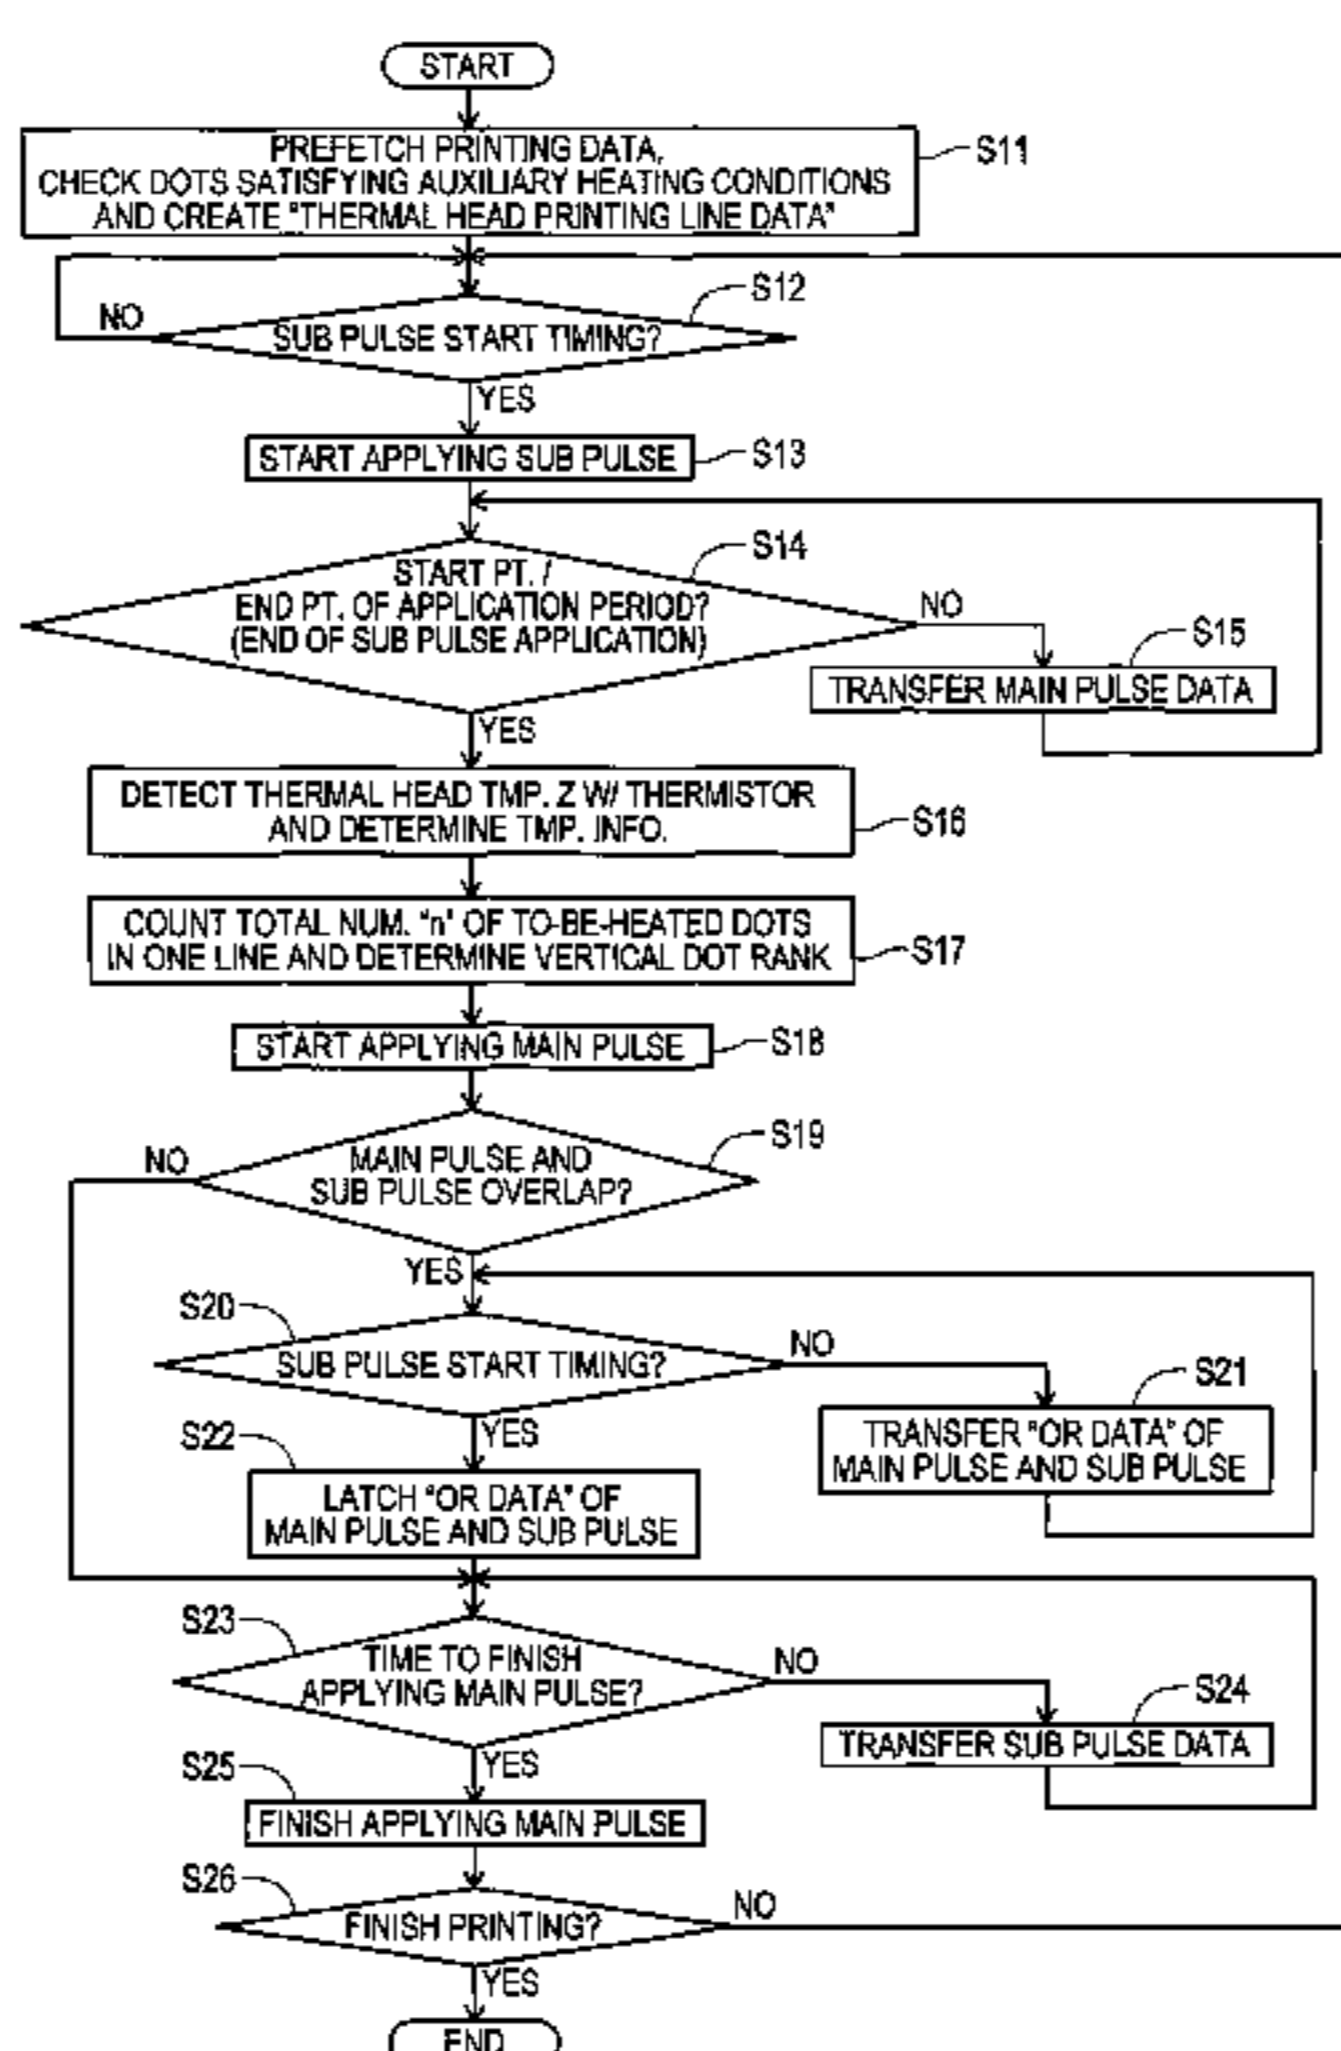 START
PREFETCH PRINTING DATA,
CHECK DOTS SATISFYING AUXILIARY HEATING CONDITIONS
AND CREATE "THERMAL HEAD PRINTING LINE DATA"
S11
S12
NO
SUB PULSE START TIMING?
YES
START APPLYING SUB PULSE
S13
S14
START PT. /
END PT. OF APPLICATION PERIOD?
(END OF SUB PULSE APPLICATION)
NO
S15
TRANSFER MAIN PULSE DATA
YES
DETECT THERMAL HEAD TMP. Z W/ THERMISTOR
AND DETERMINE TMP. INFO.
S16
COUNT TOTAL NUM. "n" OF TO-BE-HEATED DOTS
IN ONE LINE AND DETERMINE VERTICAL DOT RANK
S17
START APPLYING MAIN PULSE
S18
S19
NO
MAIN PULSE AND
SUB PULSE OVERLAP?
YES
S20
SUB PULSE START TIMING?
NO
S21
TRANSFER "OR DATA" OF
MAIN PULSE AND SUB PULSE
YES
S22
LATCH "OR DATA" OF
MAIN PULSE AND SUB PULSE
S23
TIME TO FINISH
APPLYING MAIN PULSE?
NO
S24
TRANSFER SUB PULSE DATA
YES
S25
FINISH APPLYING MAIN PULSE
S26
FINISH PRINTING?
NO
YES
END